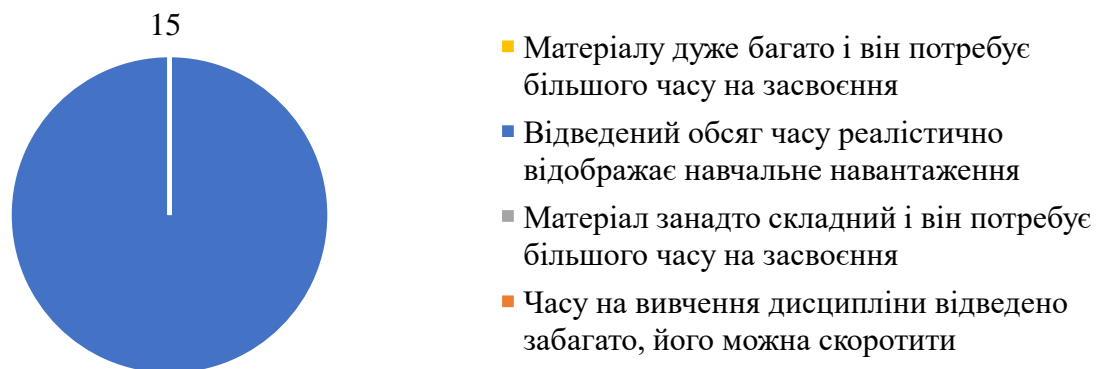 15
Матеріалу дуже багато і він потребує
більшого часу на засвоєння
Відведений обсяг часу реалістично
відображає навчальне навантаження
Матеріал занадто складний і він потребує
більшого часу на засвоєння
Часу на вивчення дисципліни відведено
забагато, його можна скоротити